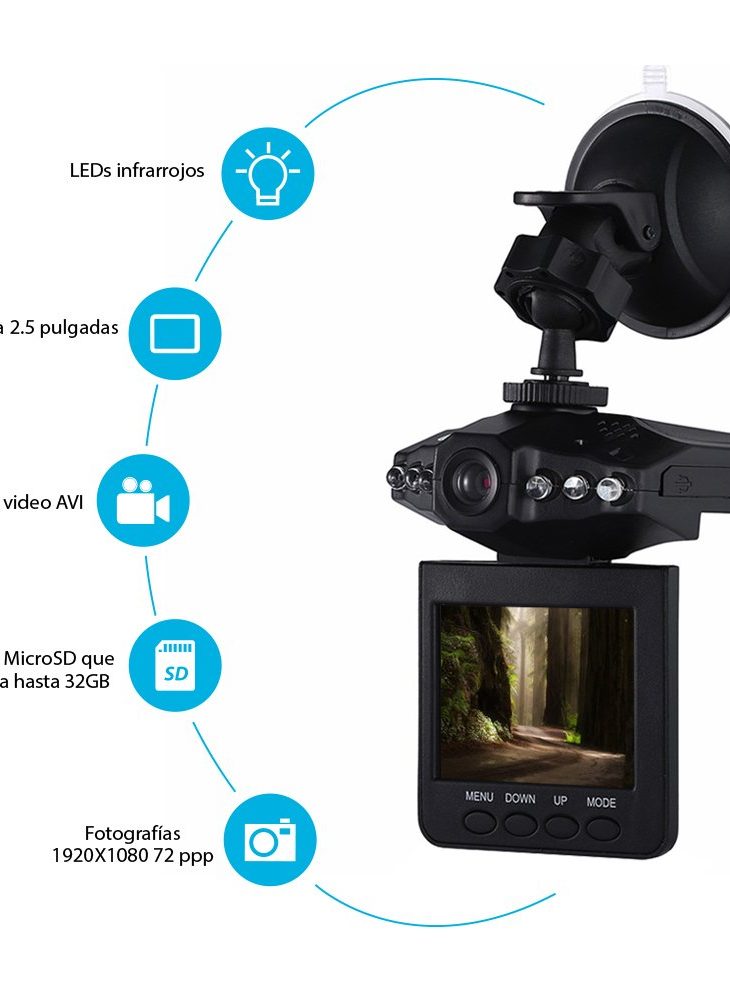 LEDs infrarrojos
a 2.5 pulgadas
video AVI
MicroSD que
a hasta 32GB
SD
Fotografías
1920X1080 72 ppp
MENU DOWN UP MODE